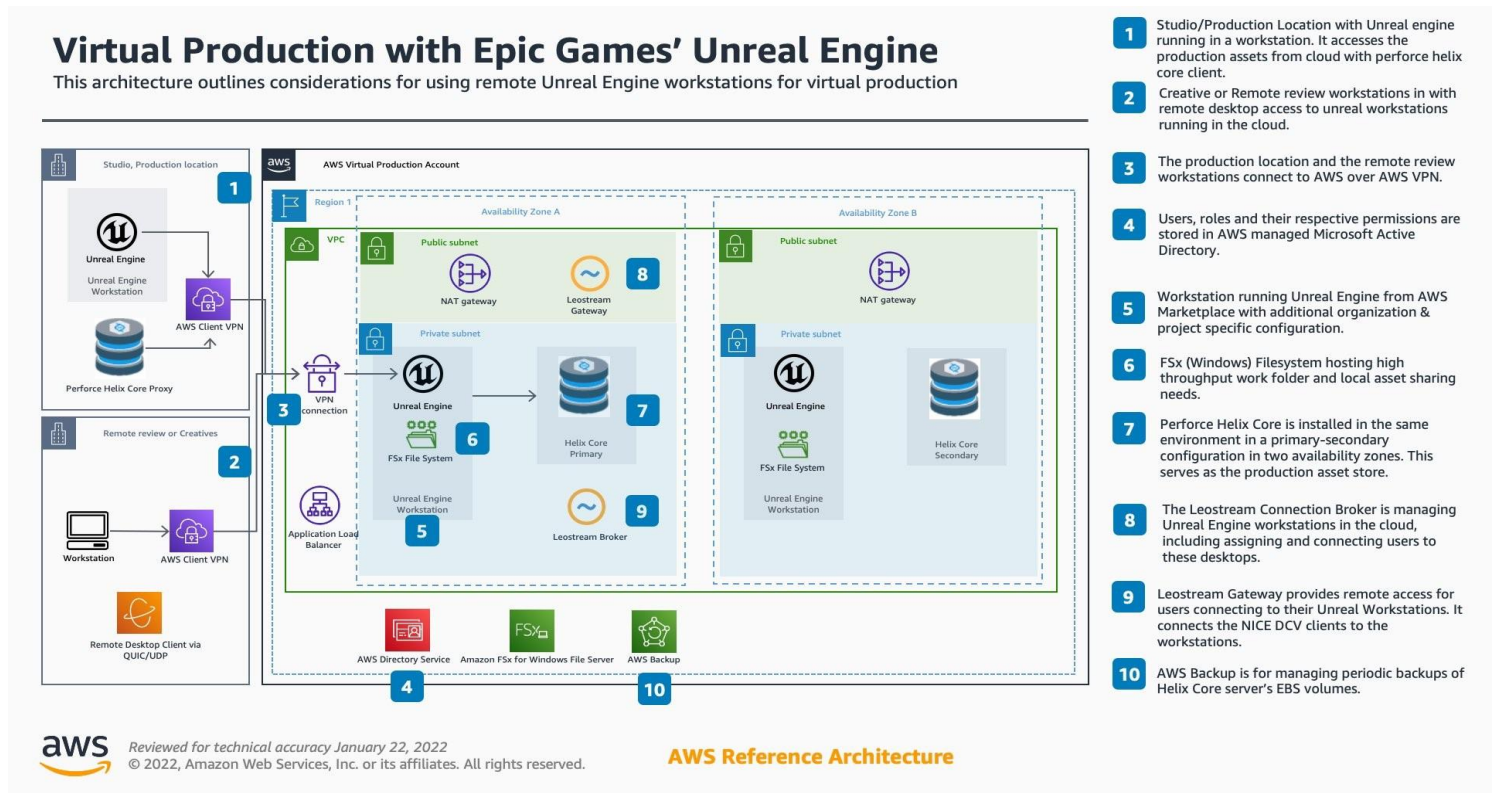 Virtual Production with Epic Games' Unreal Engine
This architecture outlines considerations for using remote Unreal Engine workstations for virtual production
Studio, Production location
1
Unreal Engine
Unreal Engine
Workstation
AWS Client VPN
Perforce Helix Core Proxy
Remote review or Creatives
2
Workstation
AWS Client VPN
Remote Desktop Client via
QUIC/UDP
aws
AWS Virtual Production Account
Region 1
VPC
Availability Zone A
Public subnet
NAT gateway
Leostream
Gateway
8
Private subnet
3
VPN
connection
Unreal Engine
FSx File System
6
Unreal Engine
Workstation
5
Helix Core
Primary
7
Leostream Broker
9
Application Load
Balancer
Availability Zone B
Public subnet
NAT gateway
Private subnet
Unreal Engine
FSx File System
Unreal Engine
Workstation
Helix Core
Secondary
FSx
AWS Directory Service
Amazon FSx for Windows File Server
AWS Backup
4
10
1
Studio/Production Location with Unreal engine
running in a workstation. It accesses the
production assets from cloud with perforce helix
core client.
2
Creative or Remote review workstations in with
remote desktop access to unreal workstations
running in the cloud.
3
The production location and the remote review
workstations connect to AWS over AWS VPN.
4
Users, roles and their respective permissions are
stored in AWS managed Microsoft Active
Directory.
5
Workstation running Unreal Engine from AWS
Marketplace with additional organization &
project specific configuration.
6
FSx (Windows) Filesystem hosting high
throughput work folder and local asset sharing
needs.
7
Perforce Helix Core is installed in the same
environment in a primary-secondary
configuration in two availability zones. This
serves as the production asset store.
8
The Leostream Connection Broker is managing
Unreal Engine workstations in the cloud,
including assigning and connecting users to
these desktops.
9
Leostream Gateway provides remote access for
users connecting to their Unreal Workstations. It
connects the NICE DCV clients to the
workstations.
10
AWS Backup is for managing periodic backups of
Helix Core server's EBS volumes.
aws
Reviewed for technical accuracy January 22, 2022
© 2022, Amazon Web Services, Inc. or its affiliates. All rights reserved.
AWS Reference Architecture